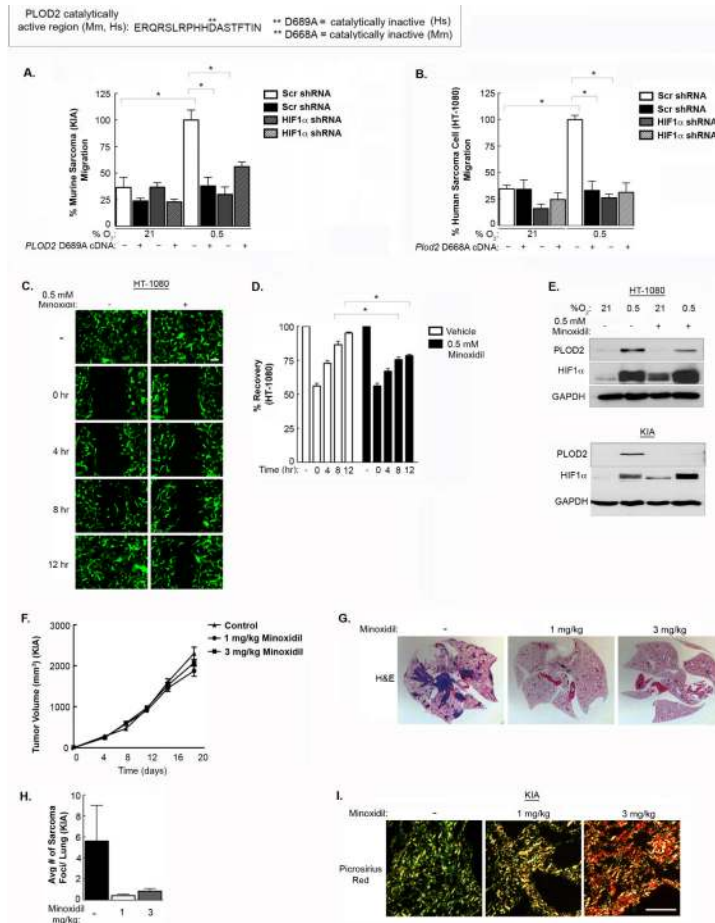 PLOD2 catalytically
active region (Mm, Hs): ERQRSLRPHHDASTFTIN
**
** D689A = catalytically inactive (Hs)
** D668A = catalytically inactive (Mm)
A.
% Murine Sarcoma (KIA)
Migration
125
100
75
50
25
0
* * *
Scr shRNA
Scr shRNA
HIF1α shRNA
HIF1α shRNA
% O2: 21 0.5
PLOD2 D689A cDNA: - + - + - + - +
B.
% Human Sarcoma Cell (HT-1080)
Migration
125
100
75
50
25
0
* * *
Scr shRNA
Scr shRNA
HIF1α shRNA
HIF1α shRNA
% O2: 21 0.5
Plod2 D668A cDNA: - + - + - + - +
C.
HT-1080
0.5 mM
Minoxidil: - +
-
0 hr
4 hr
8 hr
12 hr
D.
% Recovery
(HT-1080)
100
75
50
25
0
*
*
Vehicle
0.5 mM
Minoxidil
Time (hr): - 0 4 8 12 - 0 4 8 12
E.
HT-1080
%O2: 21 0.5 21 0.5
0.5 mM
Minoxidil: - - + +
PLOD2
HIF1α
GAPDH
KIA
PLOD2
HIF1α
GAPDH
F.
Tumor Volume (mm3) (KIA)
3000
2000
1000
0
0 4 8 12 16 20
Time (days)
Control
1 mg/kg Minoxidil
3 mg/kg Minoxidil
G.
Minoxidil: - 1 mg/kg 3 mg/kg
H&E
H.
Avg # of Sarcoma
Foci/ Lung (KIA)
10
8
6
4
2
0
Minoxidil
mg/kg: - 1 3
I.
KIA
Minoxidil: - 1 mg/kg 3 mg/kg
Picrosirius
Red